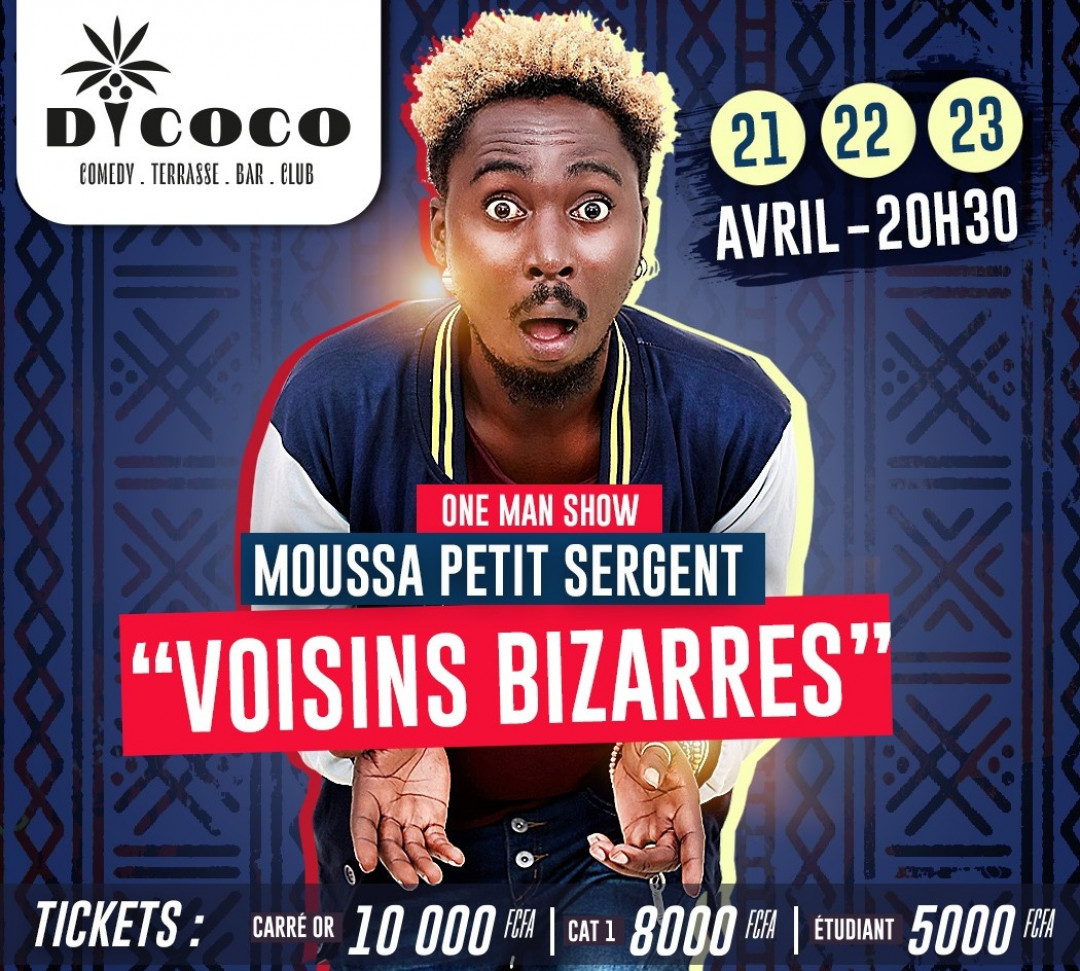 DYCOCO
COMEDY . TERRASSE . BAR . CLUB
21 22 23
AVRIL - 20H30
ONE MAN SHOW
MOUSSA PETIT SERGENT
“VOISINS BIZARRES”
TICKETS : CARRÉ OR 10 000 FCFA | CAT 1 8000 FCFA | ÉTUDIANT 5000 FCFA